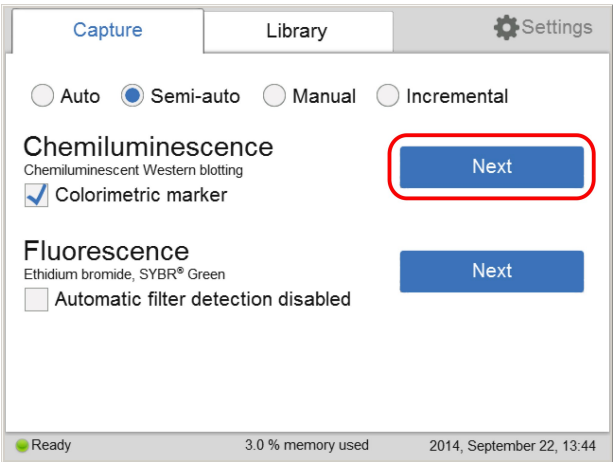 Capture
Library
Settings
Auto
Semi-auto
Manual
Incremental
Chemiluminescence
Chemiluminescent Western blotting
Colorimetric marker
Next
Fluorescence
Ethidium bromide, SYBR® Green
Automatic filter detection disabled
Next
Ready
3.0 % memory used
2014, September 22, 13:44